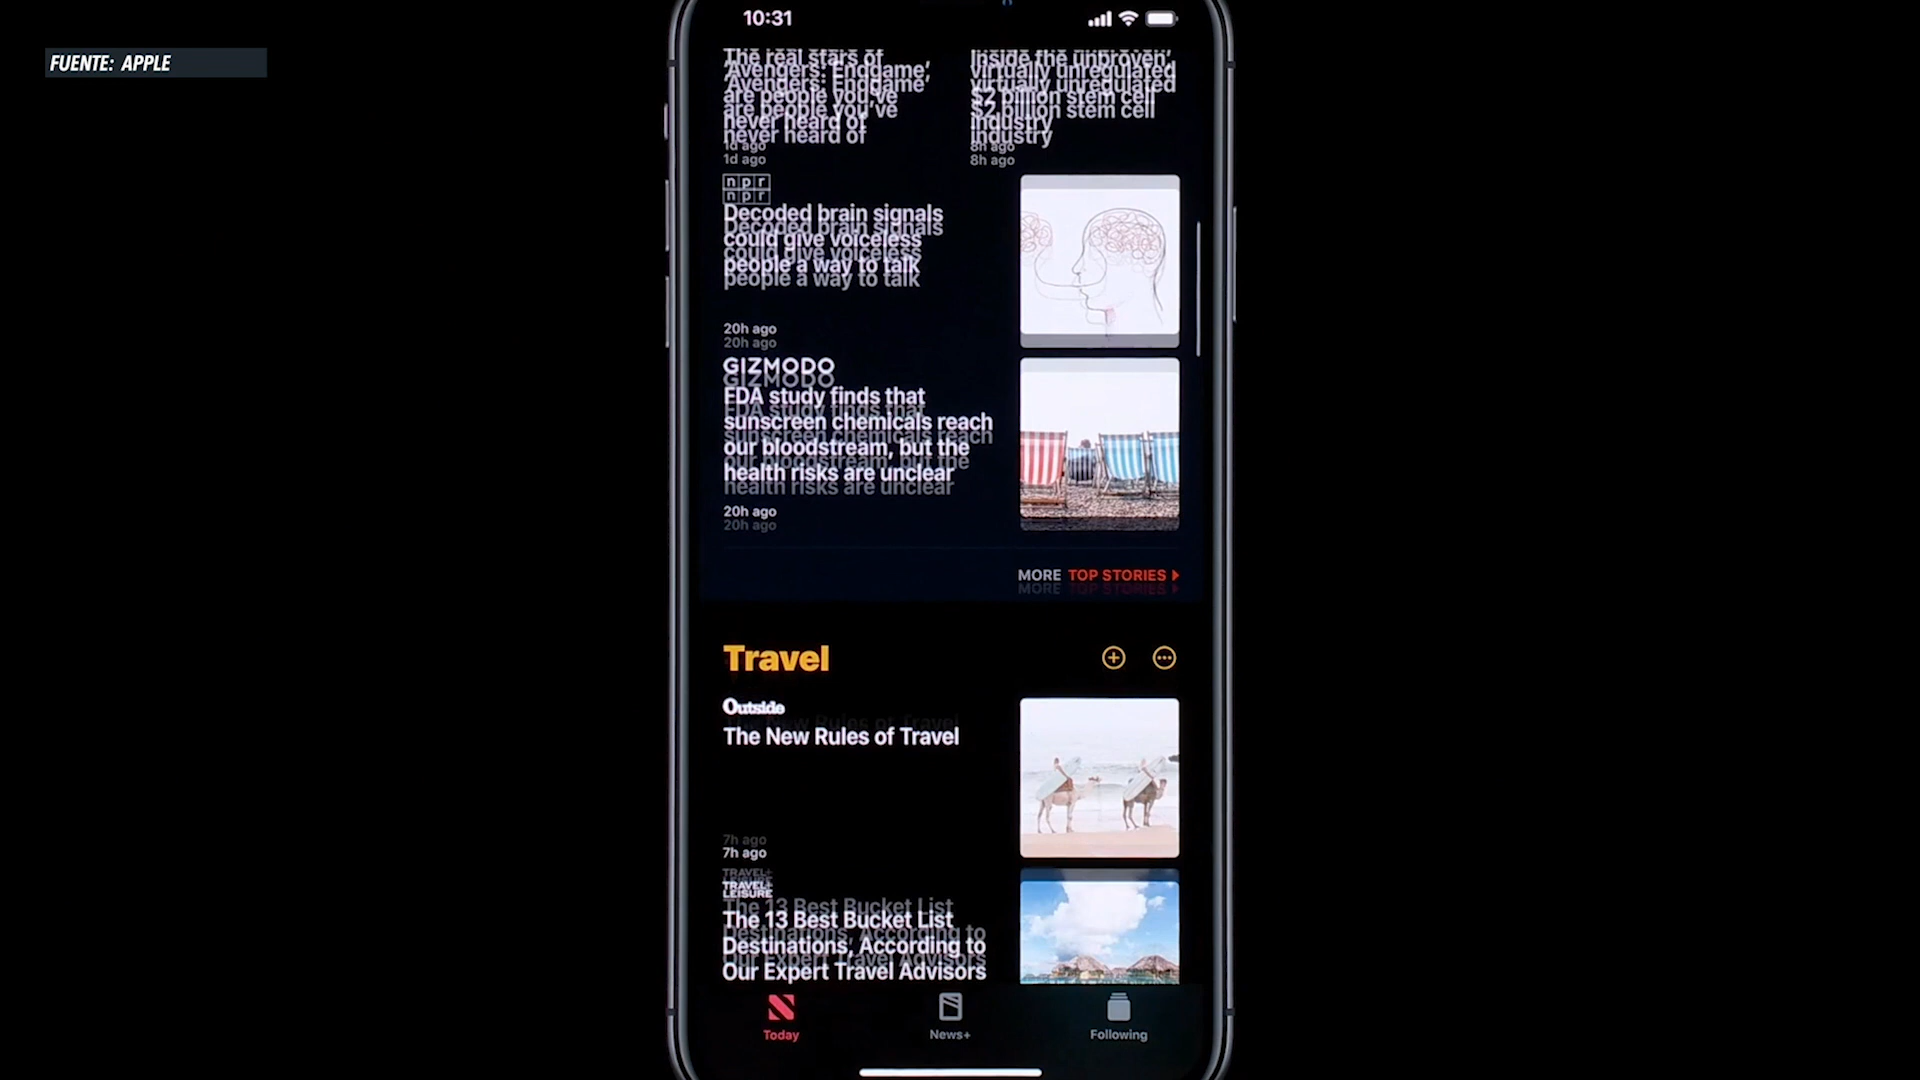 10:31
FUENTE: APPLE
The real stars of
'Avengers: Endgame'
are people you've
never heard of
1d ago
Inside the unproven,
virtually unregulated
$2 billion stem cell
industry
8h ago
npr
Decoded brain signals
could give voiceless
people a way to talk
20h ago
GIZMODO
FDA study finds that
sunscreen chemicals reach
our bloodstream, but the
health risks are unclear
20h ago
MORE TOP STORIES
Travel
Outside
The New Rules of Travel
7h ago
TRAVEL+
LEISURE
The 13 Best Bucket List
Destinations, According to
Our Expert Travel Advisors
Today
News+
Following